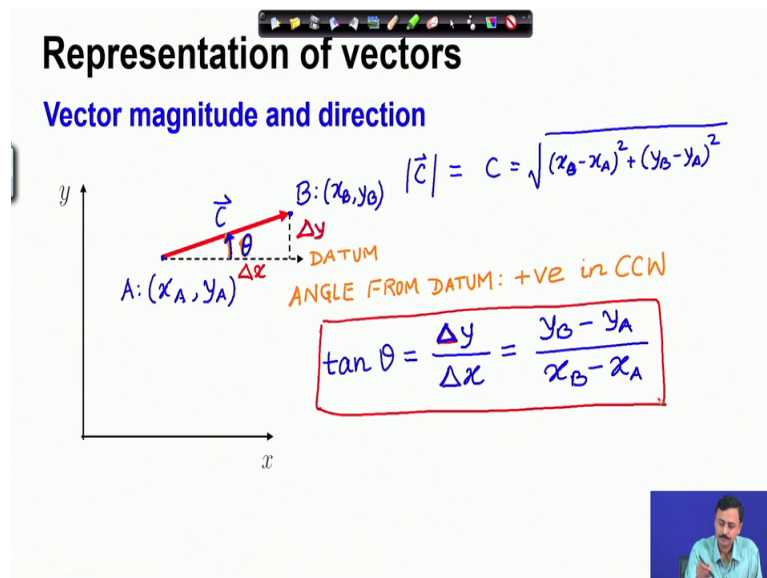 Representation of vectors
Vector magnitude and direction
|C⃗| = C = √((x_B-x_A)²+(y_B-y_A)²)
y
C⃗
B:(x_B,y_B)
Δy
θ
DATUM
Δx
A:(x_A,y_A)
ANGLE FROM DATUM: +ve in CCW
tan θ = Δy/Δx = (y_B-y_A)/(x_B-x_A)
x